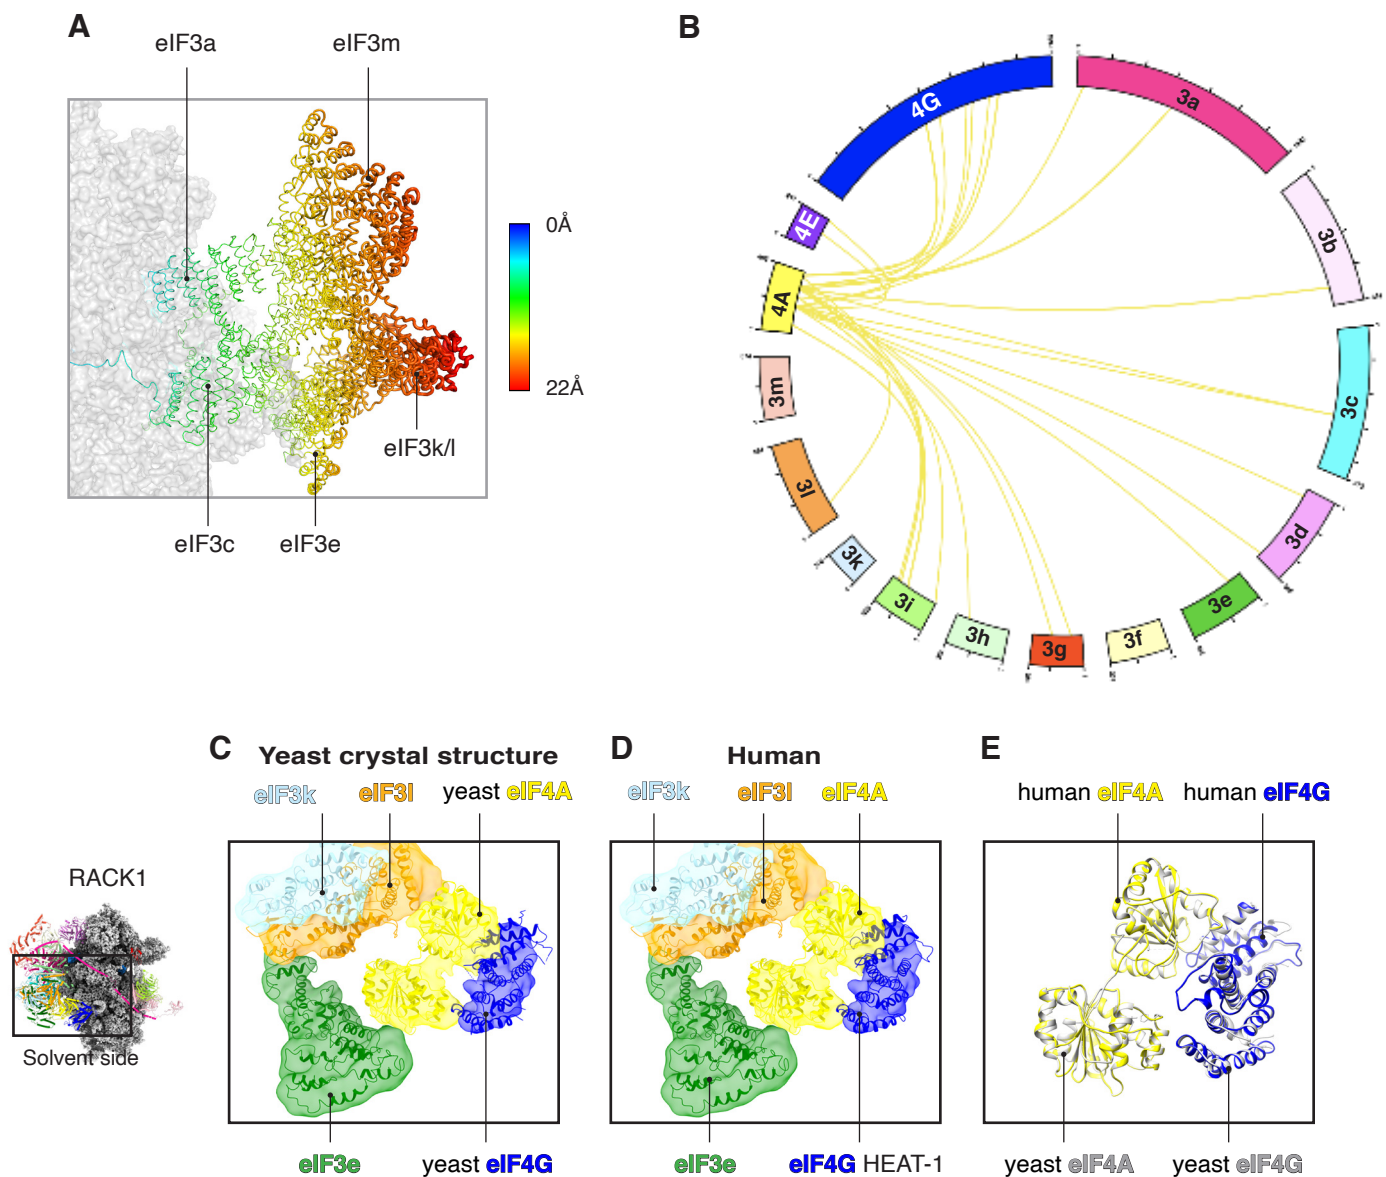 A
eIF3a
eIF3m
0Å
22Å
eIF3k/l
eIF3c
eIF3e
B
4G
3a
4E
3b
4A
3c
3m
3l
3d
3k
3e
3i
3h
3g
3f
RACK1
Solvent side
C
Yeast crystal structure
eIF3k
eIF3l
yeast eIF4A
eIF3e
yeast eIF4G
D
Human
eIF3k
eIF3l
eIF4A
eIF3e
eIF4G HEAT-1
E
human eIF4A
human eIF4G
yeast eIF4A
yeast eIF4G